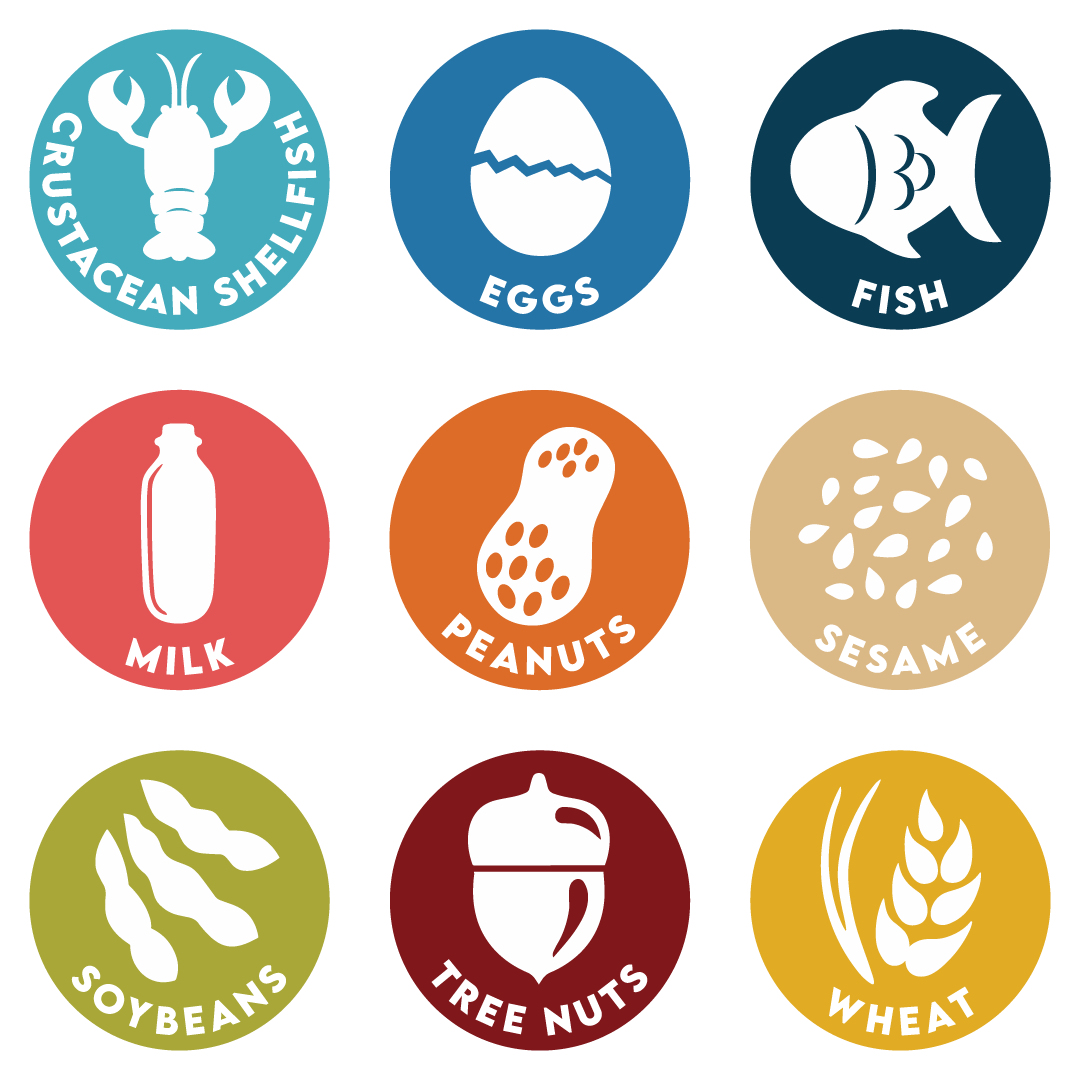 CRUSTACEAN SHELLFISH
EGGS
FISH
MILK
PEANUTS
SESAME
SOYBEANS
TREE NUTS
WHEAT